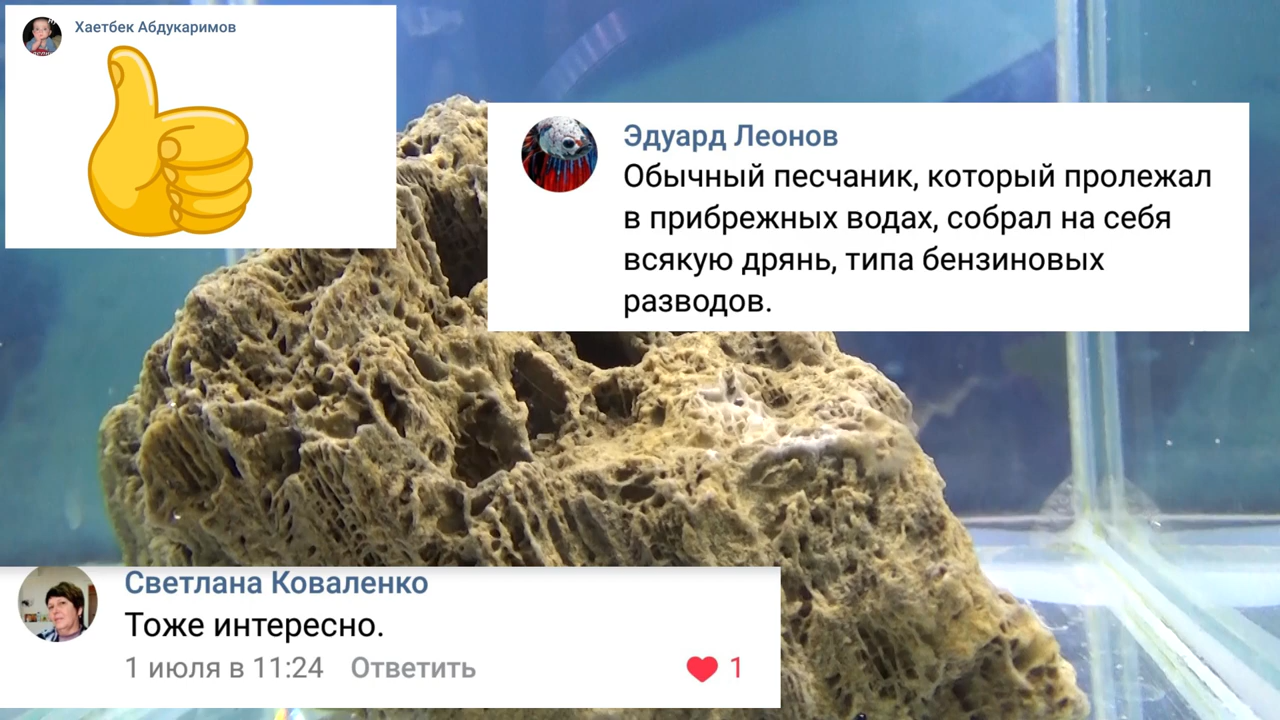 Хаетбек Абдукаримов
Эдуард Леонов
Обычный песчаник, который пролежал
в прибрежных водах, собрал на себя
всякую дрянь, типа бензиновых
разводов.
Светлана Коваленко
Тоже интересно.
1 июля в 11:24 Ответить
1